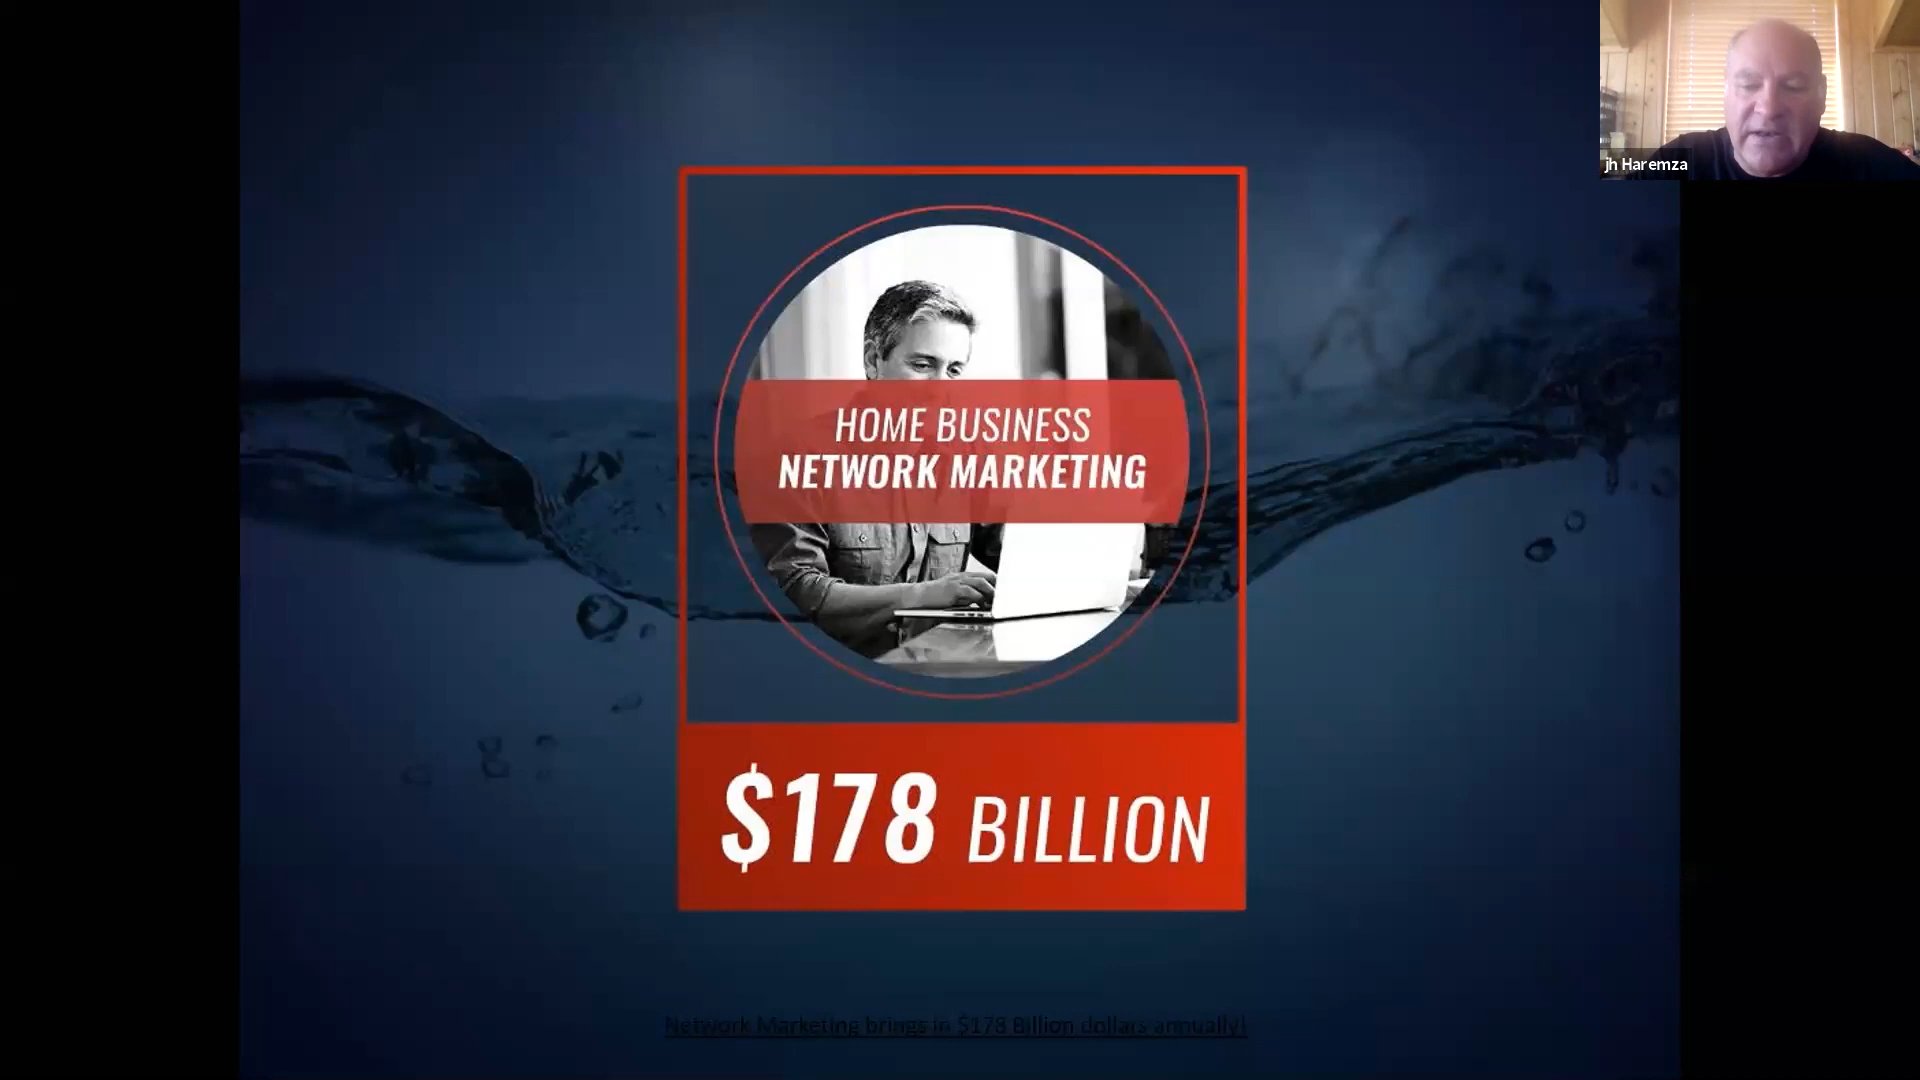 jh Haremza
HOME BUSINESS
NETWORK MARKETING
$178 BILLION
Network Marketing brings in $178 Billion dollars annually!